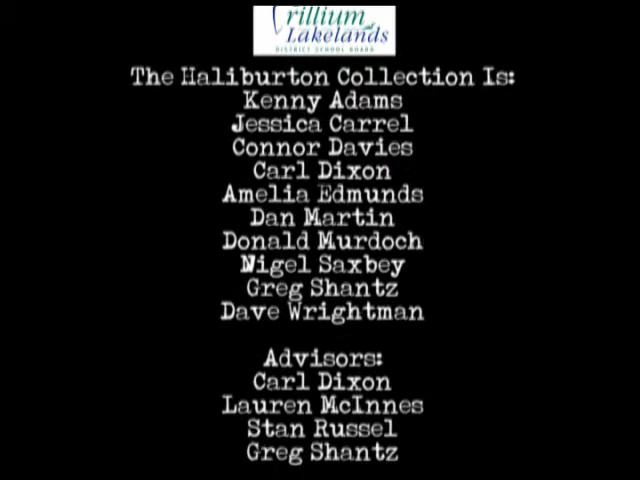 Trillium
Lakelands
DISTRICT SCHOOL BOARD
The Haliburton Collection Is:
Kenny Adams
Jessica Carrel
Connor Davies
Carl Dixon
Amelia Edmunds
Dan Martin
Donald Murdoch
Nigel Saxbey
Greg Shantz
Dave Wrightman
Advisors:
Carl Dixon
Lauren McInnes
Stan Russel
Greg Shantz